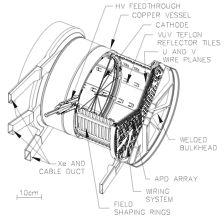 HV FEEDTHROUGH
COPPER VESSEL
CATHODE
VUV TEFLON
REFLECTOR TILES
U AND V
WIRE PLANES
WELDED
BULKHEAD
Xe AND
CABLE DUCT
APD ARRAY
10cm
WIRING
SYSTEM
FIELD
SHAPING RINGS